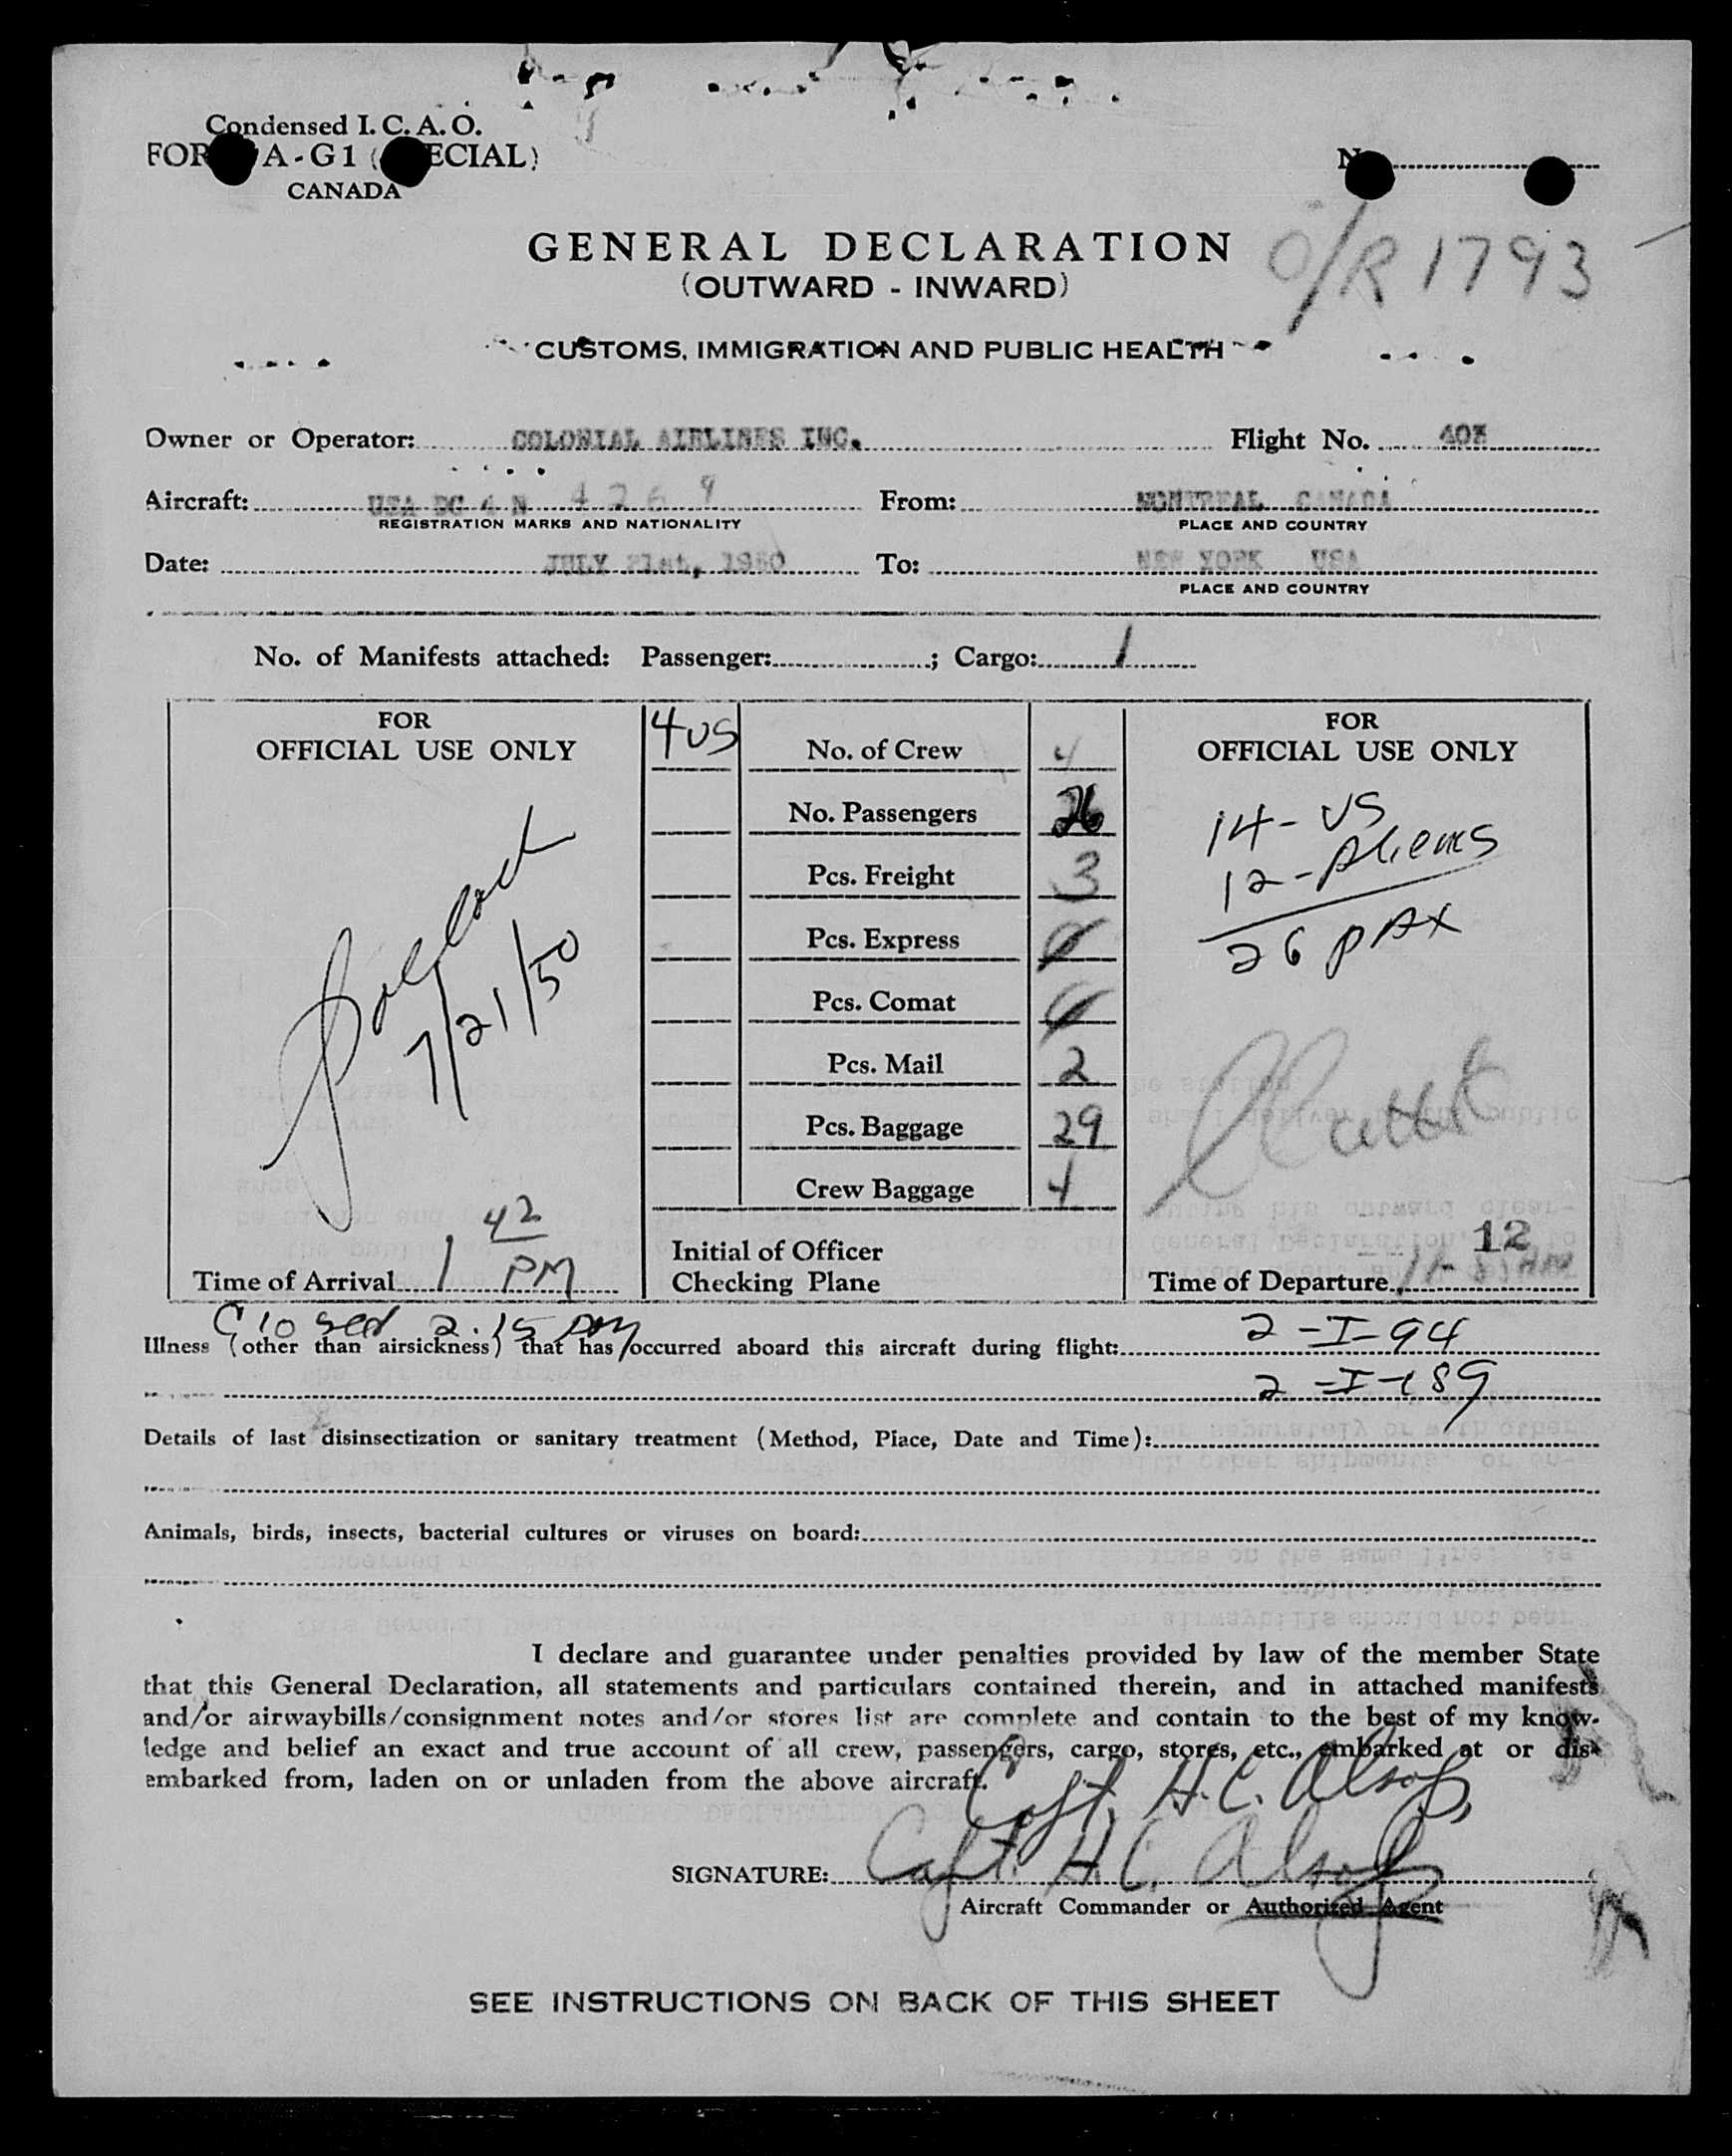 Condensed I. C. A. O.
FOR A-G1 ( ECIAL)
CANADA
N
GENERAL DECLARATION
O/R 1793
(OUTWARD - INWARD)
CUSTOMS, IMMIGRATION AND PUBLIC HEALTH
Owner or Operator: COLONIAL AIRLINES INC. Flight No.
Aircraft: USA DC 4 N 4269 From: MONTREAL CANADA
REGISTRATION MARKS AND NATIONALITY PLACE AND COUNTRY
Date: JULY 21st, 1950 To: NEW YORK USA
PLACE AND COUNTRY
No. of Manifests attached: Passenger: ; Cargo: 1
FOR
OFFICIAL USE ONLY
7/21/50
42
Time of Arrival 1 PM
4 US No. of Crew 4
No. Passengers 26
Pcs. Freight 3
Pcs. Express
Pcs. Comat
Pcs. Mail 2
Pcs. Baggage 29
Crew Baggage 4
Initial of Officer
Checking Plane
FOR
OFFICIAL USE ONLY
14 - US
12 - Aliens
26 PAX
12
Time of Departure
Closed 2.15 PM
Illness (other than airsickness) that has occurred aboard this aircraft during flight: 2-I-94
2-I-189
Details of last disinsectization or sanitary treatment (Method, Place, Date and Time):
Animals, birds, insects, bacterial cultures or viruses on board:
I declare and guarantee under penalties provided by law of the member State
that this General Declaration, all statements and particulars contained therein, and in attached manifests
and/or airwaybills/consignment notes and/or stores list are complete and contain to the best of my know-
ledge and belief an exact and true account of all crew, passengers, cargo, stores, etc., embarked at or dis-
embarked from, laden on or unladen from the above aircraft.
Capt. H. C. Alsop,
SIGNATURE: Capt. H. C. Alsop
Aircraft Commander or Authorized Agent
SEE INSTRUCTIONS ON BACK OF THIS SHEET